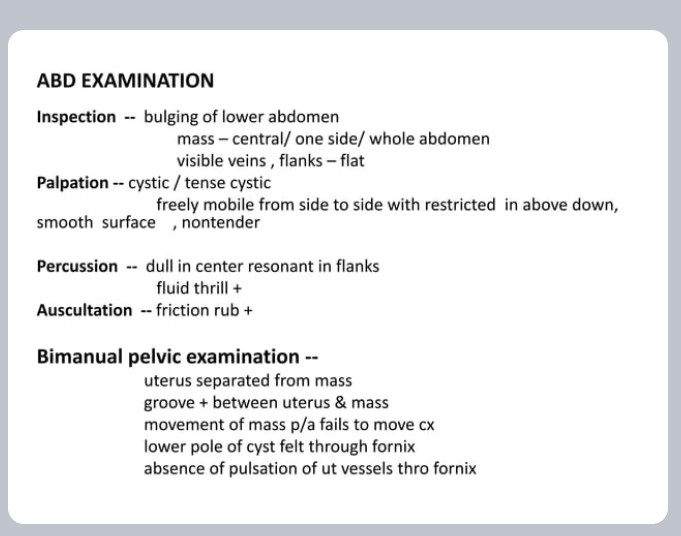 ABD EXAMINATION
Inspection -- bulging of lower abdomen
mass – central/ one side/ whole abdomen
visible veins , flanks – flat
Palpation -- cystic / tense cystic
freely mobile from side to side with restricted in above down,
smooth surface , nontender
Percussion -- dull in center resonant in flanks
fluid thrill +
Auscultation -- friction rub +
Bimanual pelvic examination --
uterus separated from mass
groove + between uterus & mass
movement of mass p/a fails to move cx
lower pole of cyst felt through fornix
absence of pulsation of ut vessels thro fornix